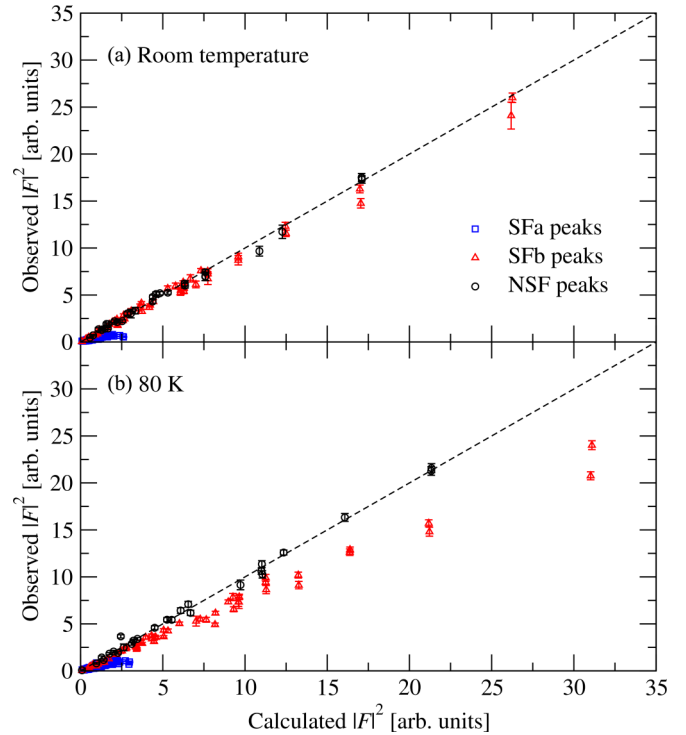 35
30
25
20
15
10
5
0
Observed |F|² [arb. units]
(a) Room temperature
SFa peaks
SFb peaks
NSF peaks
30
25
20
15
10
5
0
Observed |F|² [arb. units]
(b) 80 K
0 5 10 15 20 25 30 35
Calculated |F|² [arb. units]